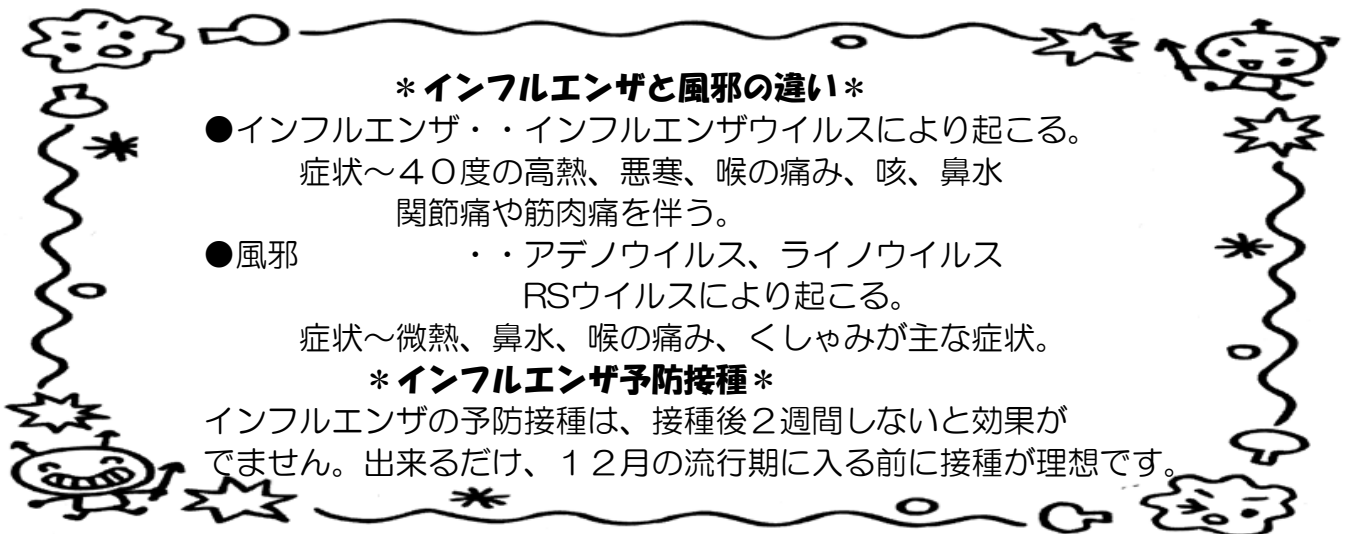 ＊インフルエンザと風邪の違い＊
●インフルエンザ・・インフルエンザウイルスにより起こる。
症状～４０度の高熱、悪寒、喉の痛み、咳、鼻水
関節痛や筋肉痛を伴う。
●風邪　　　　　・・アデノウイルス、ライノウイルス
RSウイルスにより起こる。
症状～微熱、鼻水、喉の痛み、くしゃみが主な症状。
＊インフルエンザ予防接種＊
インフルエンザの予防接種は、接種後２週間しないと効果が
でません。出来るだけ、１２月の流行期に入る前に接種が理想です。